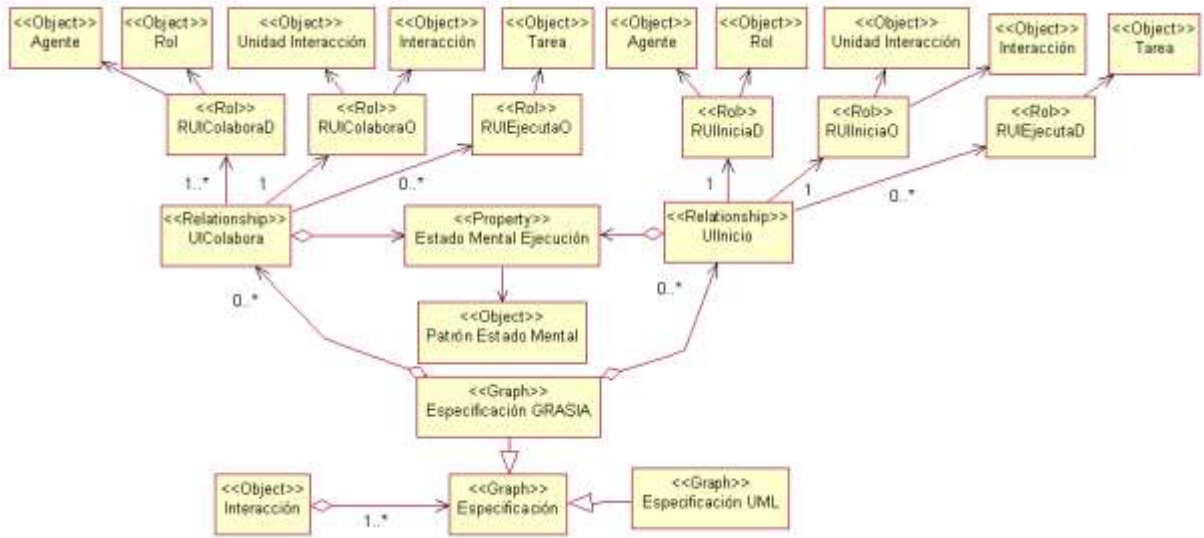 <<Object>>
Agente
<<Object>>
Rol
<<Object>>
Unidad Interacción
<<Object>>
Interacción
<<Object>>
Tarea
<<Object>>
Agente
<<Object>>
Rol
<<Object>>
Unidad Interacción
<<Object>>
Interacción
<<Object>>
Tarea
<<Rol>>
RUIColaboraD
<<Rol>>
RUIColaboraO
<<Rol>>
RUIEjecutaO
<<Rol>>
RUIIniciaD
<<Rol>>
RUIIniciaO
<<Rol>>
RUIEjecutaD
1..*
1
0..*
1
1
0..*
<<Relationship>>
UIColabora
<<Property>>
Estado Mental Ejecución
<<Relationship>>
UIInicio
0..*
0..*
<<Object>>
Patrón Estado Mental
<<Graph>>
Especificación GRASIA
<<Object>>
Interacción
1..*
<<Graph>>
Especificación
<<Graph>>
Especificación UML